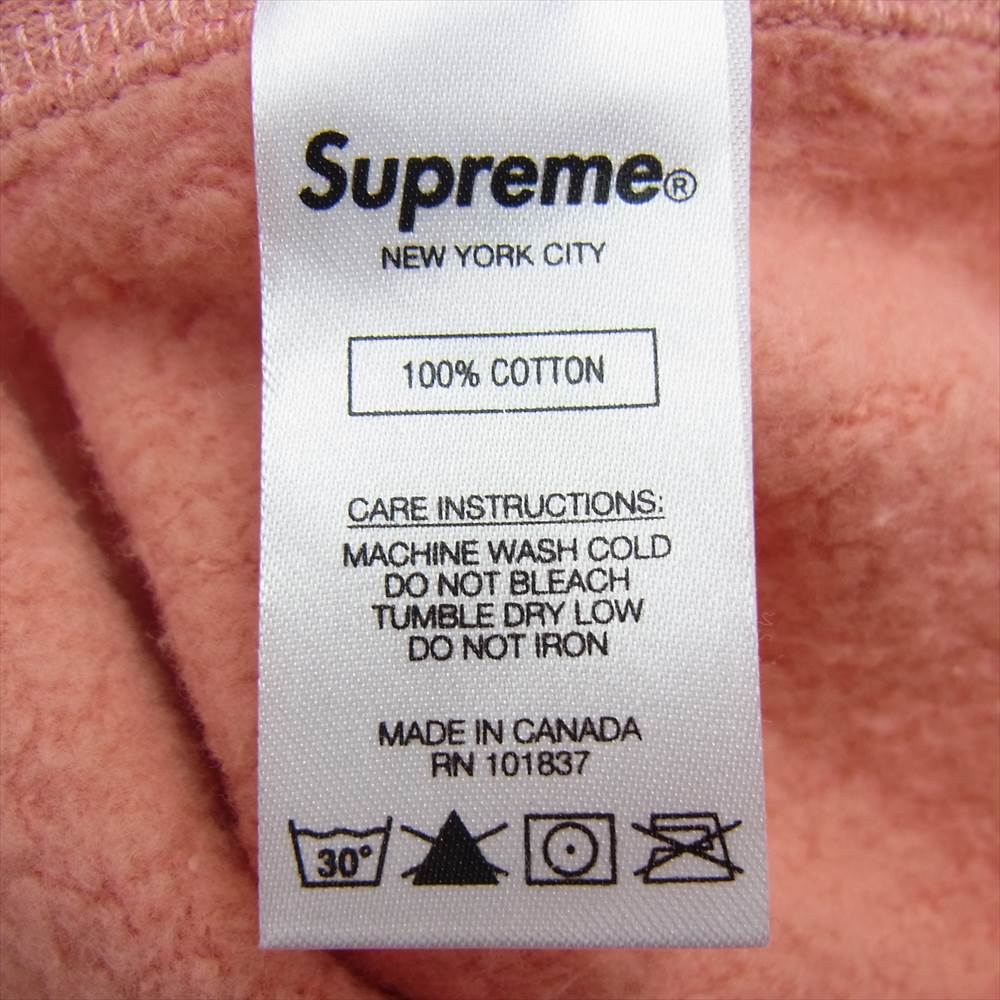 Supreme®
NEW YORK CITY
100% COTTON
CARE INSTRUCTIONS:
MACHINE WASH COLD
DO NOT BLEACH
TUMBLE DRY LOW
DO NOT IRON
MADE IN CANADA
RN 101837
30°